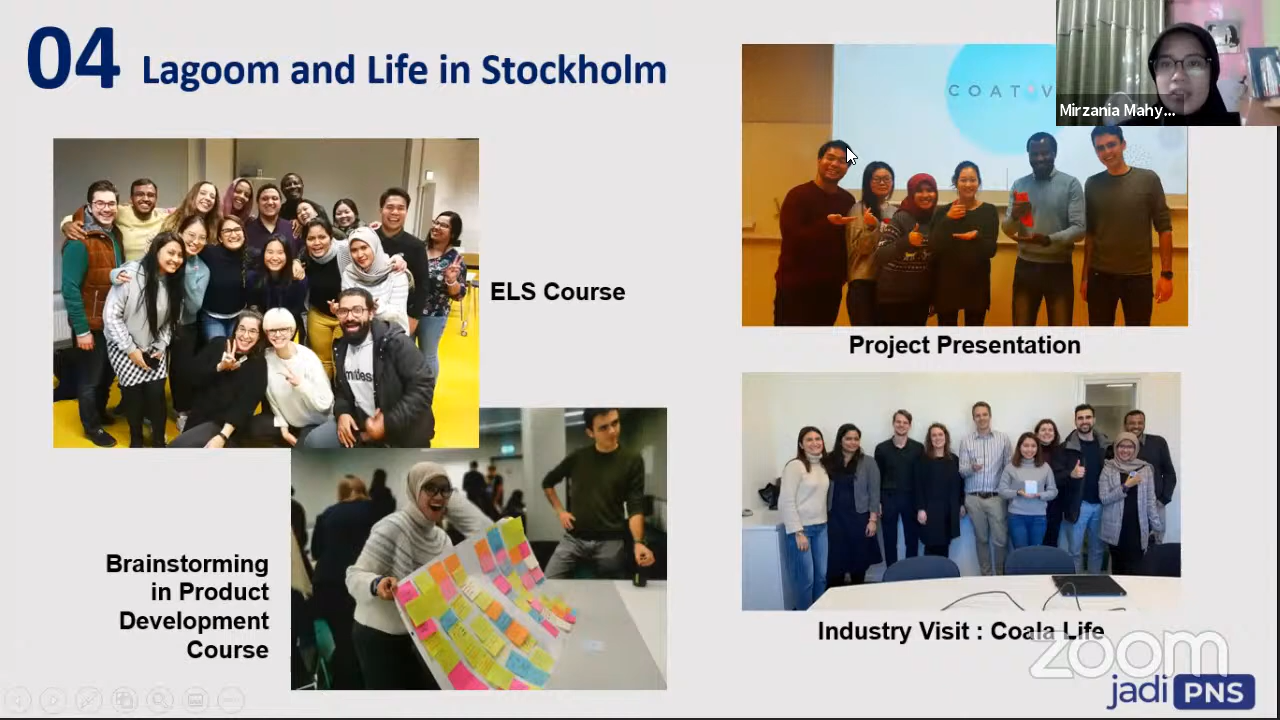 04 Lagoom and Life in Stockholm
COAT
Mirzania Mahy...
ELS Course
Project Presentation
Brainstorming
in Product
Development
Course
Industry Visit : Coala Life
zoom
jadi PNS